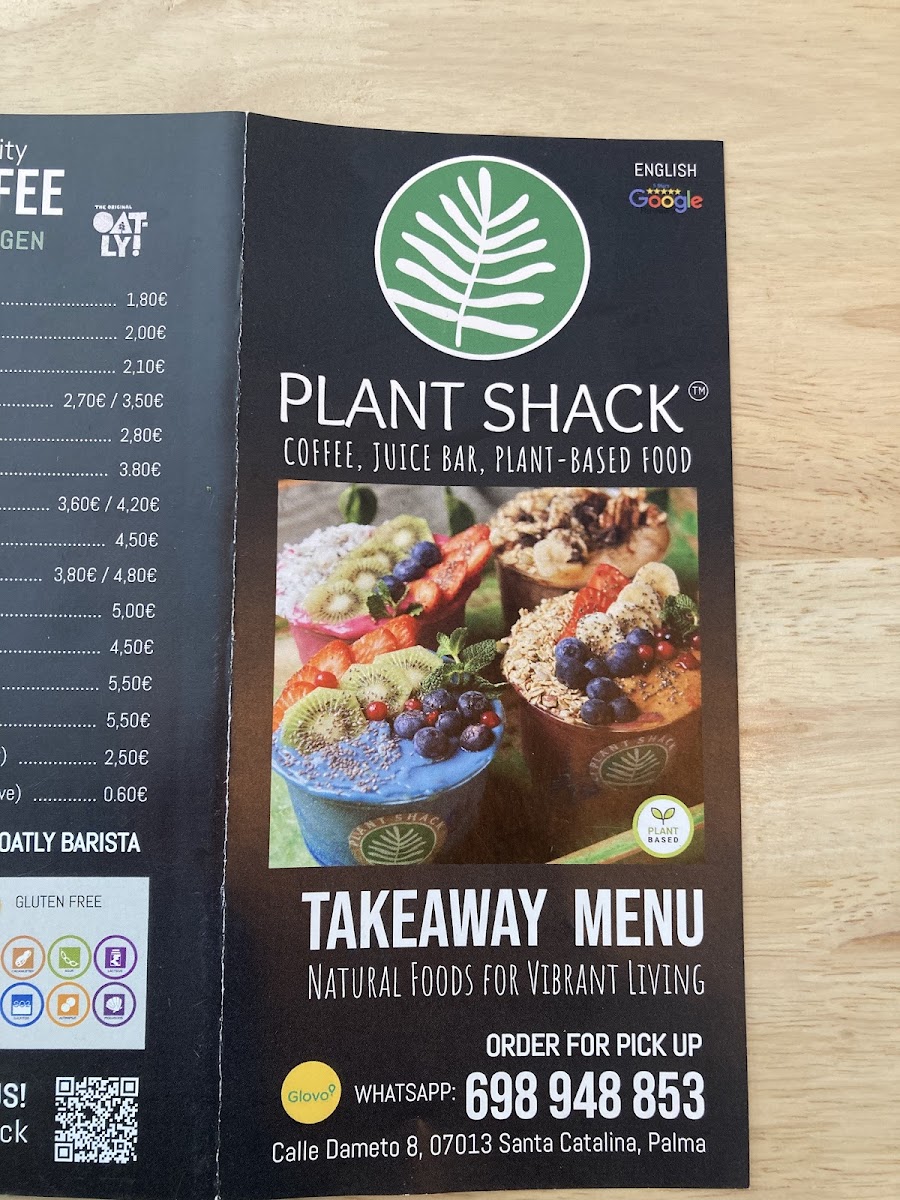 ity
FEE
GEN
THE ORIGINAL
OAT-
LY!
1,80€
2,00€
2,10€
2,70€ / 3,50€
2,80€
3.80€
3,60€ / 4,20€
4,50€
3,80€ / 4,80€
5,00€
4,50€
5,50€
5,50€
) 2,50€
ve) 0.60€
OATLY BARISTA
GLUTEN FREE
US!
ck
ENGLISH
Google
PLANT SHACK™
COFFEE, JUICE BAR, PLANT-BASED FOOD
PLANT SHACK
PLANT SHACK
PLANT
BASED
TAKEAWAY MENU
NATURAL FOODS FOR VIBRANT LIVING
ORDER FOR PICK UP
Glovo
WHATSAPP: 698 948 853
Calle Dameto 8, 07013 Santa Catalina, Palma